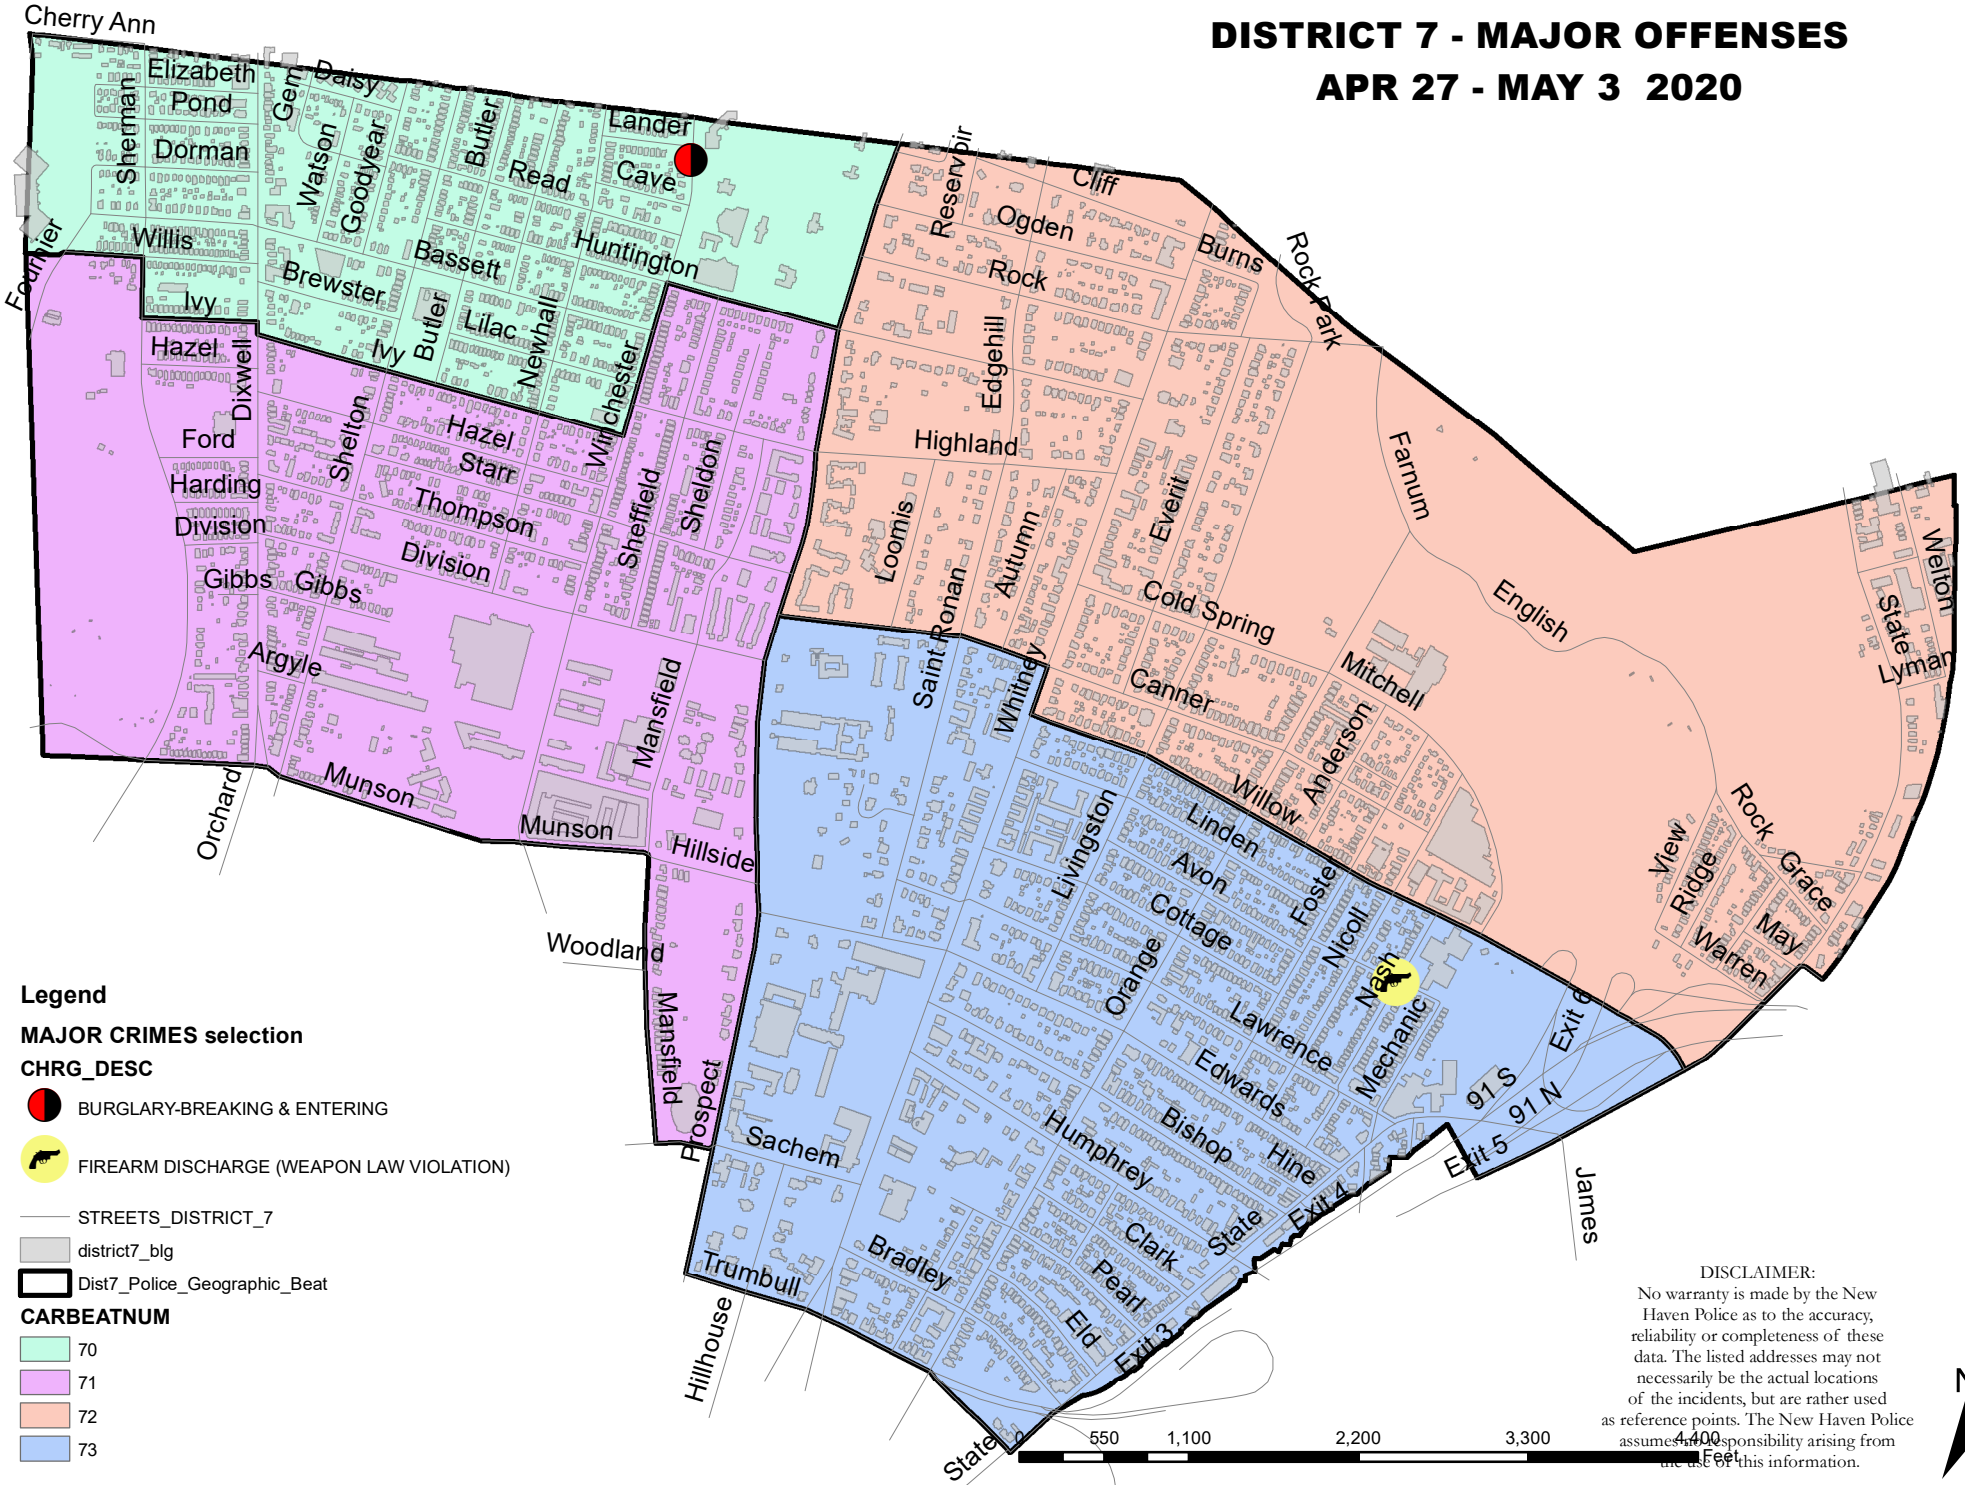 DISTRICT 7 - MAJOR OFFENSES
APR 27 - MAY 3 2020
Cherry Ann
Elizabeth
Pond
Dorman
Sherman
Gem
Daisy
Watson
Goodyear
Butler
Read
Lander
Cave
Willis
Fournier
Ivy
Brewster
Bassett
Huntington
Butler
Lilac
Newhall
Ivy
Winchester
Reservoir
Cliff
Ogden
Rock
Burns
Rock Park
Edgehill
Highland
Hazel
Dixwell
Ford
Harding
Division
Gibbs
Gibbs
Shelton
Hazel
Starr
Thompson
Division
Sheffield
Sheldon
Loomis
Autumn
Everit
Farnum
Cold Spring
English
Welton
State
Lyman
Argyle
Munson
Orchard
Munson
Mansfield
Hillside
Woodland
Mansfield
Prospect
Saint Ronan
Whitney
Canner
Mitchell
Anderson
Willow
Linden
Livingston
Avon
Cottage
Foster
Nicoll
Nash
Orange
Lawrence
Mechanic
Edwards
Bishop
Humphrey
Hine
View
Ridge
Rock
Grace
May
Warren
Exit 6
91 S
91 N
Exit 5
James
Exit 4
State
Clark
Pearl
Eld
Exit 3
Sachem
Bradley
Trumbull
Hillhouse
State
Legend
MAJOR CRIMES selection
CHRG_DESC
BURGLARY-BREAKING & ENTERING
FIREARM DISCHARGE (WEAPON LAW VIOLATION)
STREETS_DISTRICT_7
district7_blg
Dist7_Police_Geographic_Beat
CARBEATNUM
70
71
72
73
DISCLAIMER:
No warranty is made by the New
Haven Police as to the accuracy,
reliability or completeness of these
data. The listed addresses may not
necessarily be the actual locations
of the incidents, but are rather used
as reference points. The New Haven Police
assumes no responsibility arising from
the use of this information.
0 550 1,100 2,200 3,300 4,400
Feet
N